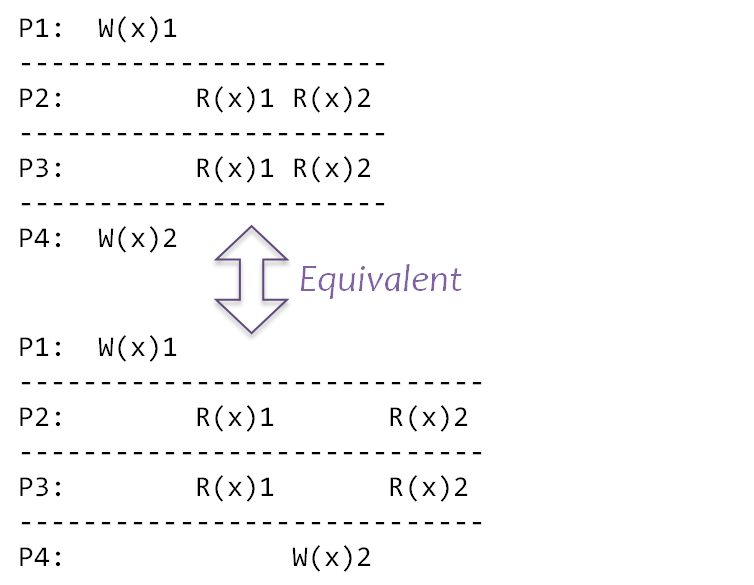 P1:  W(x)1
-----------------------
P2:        R(x)1 R(x)2
-----------------------
P3:        R(x)1 R(x)2
-----------------------
P4:  W(x)2
Equivalent
P1:  W(x)1
-----------------------------
P2:        R(x)1       R(x)2
-----------------------------
P3:        R(x)1       R(x)2
-----------------------------
P4:              W(x)2